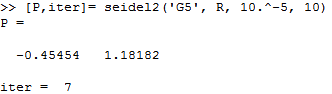 >> [P,iter]= seidel2('G5', R, 10.^-5, 10)
P =
-0.45454 1.18182
iter = 7